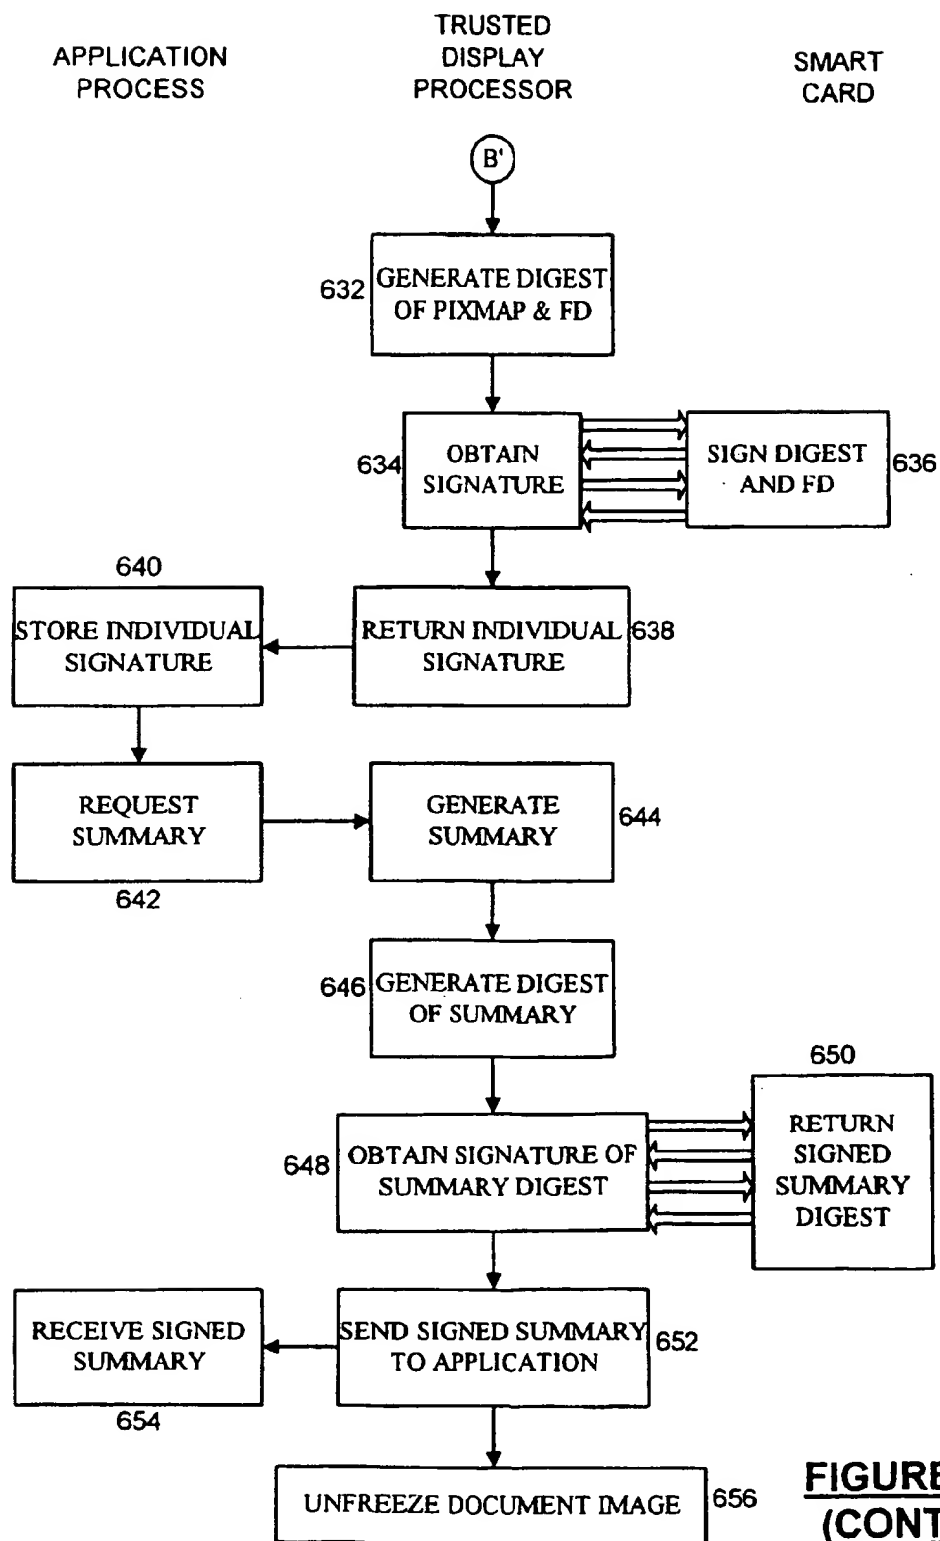 APPLICATION
PROCESS
TRUSTED
DISPLAY
PROCESSOR
SMART
CARD
B'
632
GENERATE DIGEST
OF PIXMAP & FD
634
OBTAIN
SIGNATURE
SIGN DIGEST
AND FD
636
640
STORE INDIVIDUAL
SIGNATURE
RETURN INDIVIDUAL
SIGNATURE
638
REQUEST
SUMMARY
642
GENERATE
SUMMARY
644
646
GENERATE DIGEST
OF SUMMARY
648
OBTAIN SIGNATURE OF
SUMMARY DIGEST
650
RETURN
SIGNED
SUMMARY
DIGEST
RECEIVE SIGNED
SUMMARY
654
SEND SIGNED SUMMARY
TO APPLICATION
652
UNFREEZE DOCUMENT IMAGE
656
FIGURE
(CONT